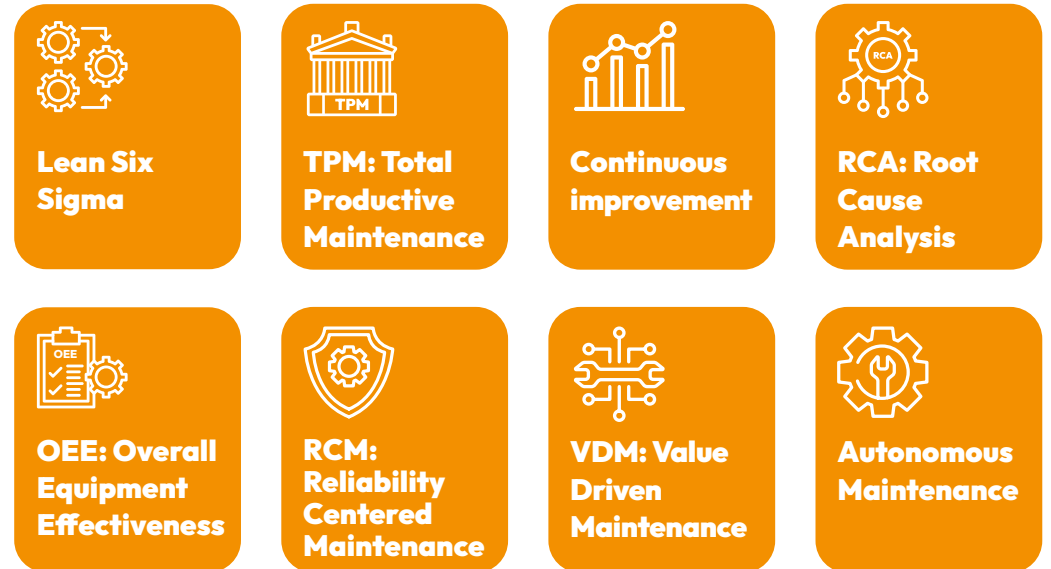 Lean Six
Sigma
TPM
TPM: Total
Productive
Maintenance
Continuous
improvement
RCA
RCA: Root
Cause
Analysis
OEE
OEE: Overall
Equipment
Effectiveness
RCM:
Reliability
Centered
Maintenance
VDM: Value
Driven
Maintenance
Autonomous
Maintenance